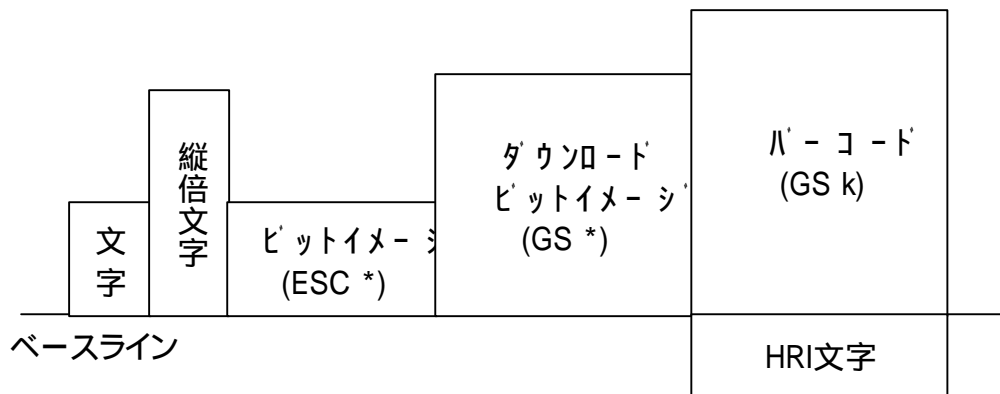 文字
縦倍文字
ﾋﾞｯﾄｲﾒｰｼ
(ESC *)
ﾀﾞｳﾝﾛｰﾄﾞ
ﾋﾞｯﾄｲﾒｰｼﾞ
(GS *)
ﾊﾞｰｺｰﾄﾞ
(GS k)
ベースライン
HRI文字